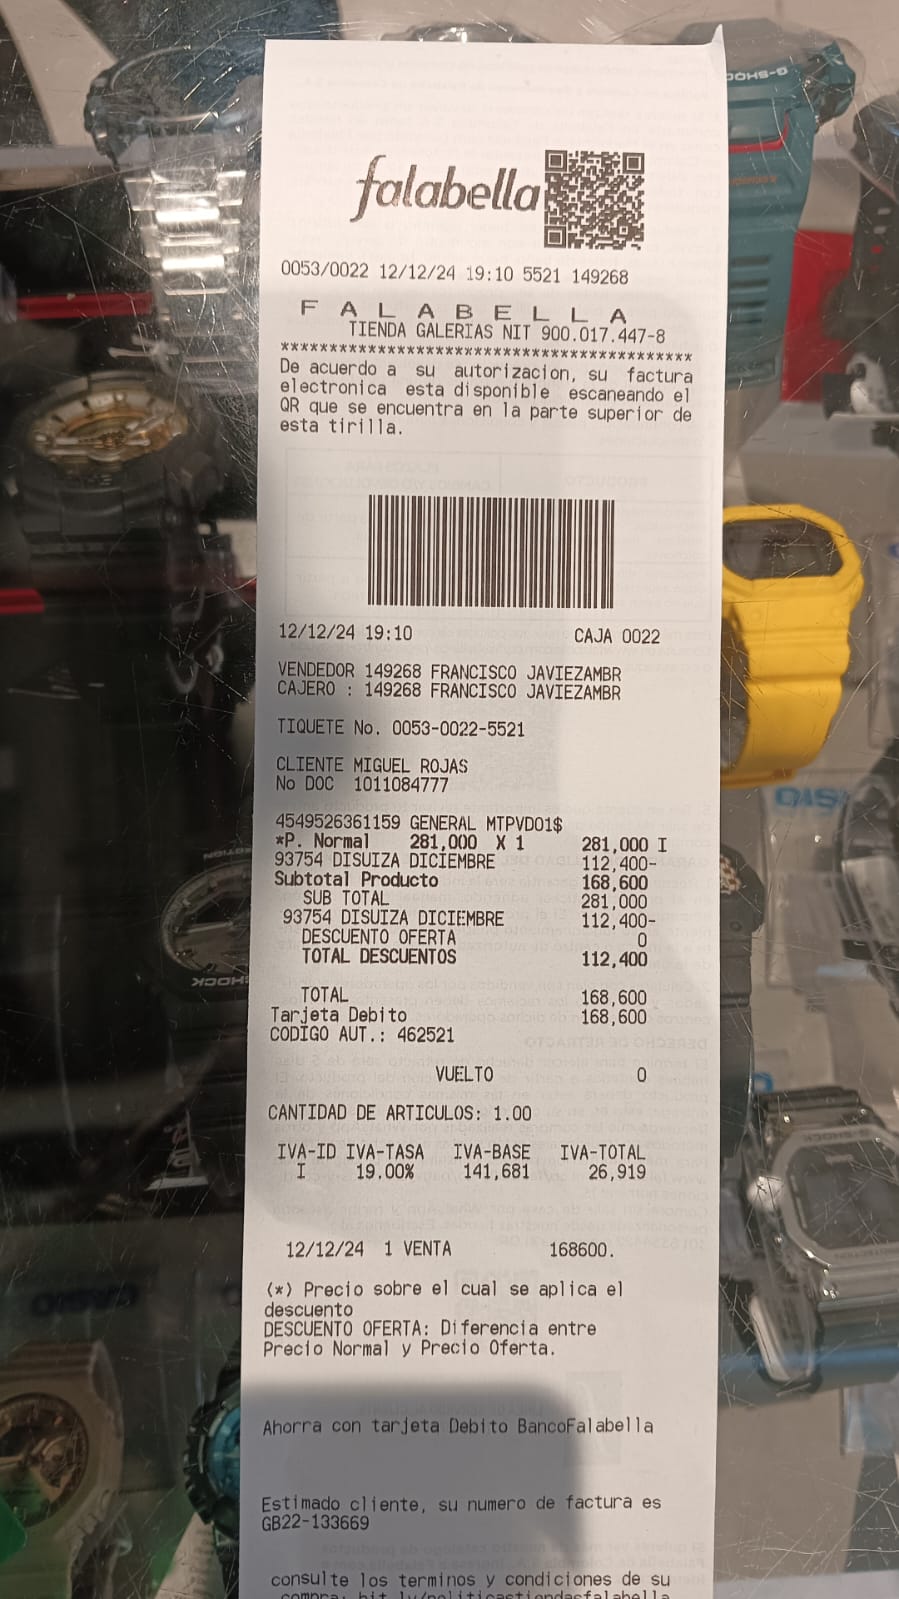 falabella
0053/0022 12/12/24 19:10 5521 149268
F A L A B E L L A
TIENDA GALERIAS NIT 900.017.447-8
*******************************************
De acuerdo a su autorizacion, su factura
electronica esta disponible escaneando el
QR que se encuentra en la parte superior de
esta tirilla.
12/12/24 19:10 CAJA 0022
VENDEDOR 149268 FRANCISCO JAVIEZAMBR
CAJERO : 149268 FRANCISCO JAVIEZAMBR
TIQUETE No. 0053-0022-5521
CLIENTE MIGUEL ROJAS
No DOC 1011084777
4549526361159 GENERAL MTPVD01$
*P. Normal 281,000 X 1 281,000 I
93754 DISUIZA DICIEMBRE 112,400-
Subtotal Producto 168,600
SUB TOTAL 281,000
93754 DISUIZA DICIEMBRE 112,400-
DESCUENTO OFERTA 0
TOTAL DESCUENTOS 112,400
TOTAL 168,600
Tarjeta Debito 168,600
CODIGO AUT.: 462521
VUELTO 0
CANTIDAD DE ARTICULOS: 1.00
IVA-ID IVA-TASA IVA-BASE IVA-TOTAL
I 19.00% 141,681 26,919
12/12/24 1 VENTA 168600.
(*) Precio sobre el cual se aplica el
descuento
DESCUENTO OFERTA: Diferencia entre
Precio Normal y Precio Oferta.
Ahorra con tarjeta Debito BancoFalabella
Estimado cliente, su numero de factura es
GB22-133669
consulte los terminos y condiciones de su
compra: bit.ly/politicastiendasfalabella
G-SHOCK
CASIO
CASIO